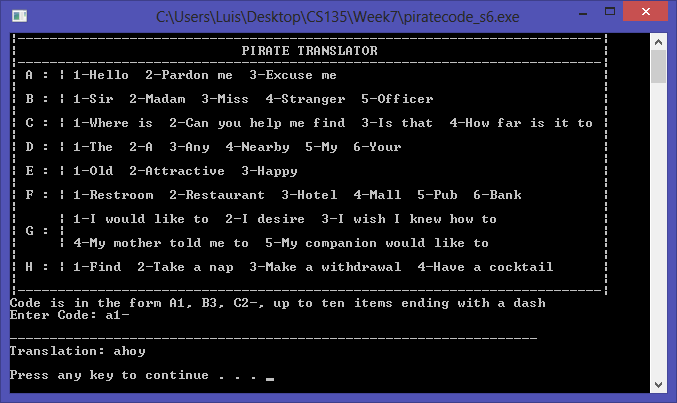 C:\Users\Luis\Desktop\CS135\Week7\piratecode_s6.exe
PIRATE TRANSLATOR
A : | 1-Hello 2-Pardon me 3-Excuse me
B : | 1-Sir 2-Madam 3-Miss 4-Stranger 5-Officer
C : | 1-Where is 2-Can you help me find 3-Is that 4-How far is it to
D : | 1-The 2-A 3-Any 4-Nearby 5-My 6-Your
E : | 1-Old 2-Attractive 3-Happy
F : | 1-Restroom 2-Restaurant 3-Hotel 4-Mall 5-Pub 6-Bank
| 1-I would like to 2-I desire 3-I wish I knew how to
G : |
| 4-My mother told me to 5-My companion would like to
H : | 1-Find 2-Take a nap 3-Make a withdrawal 4-Have a cocktail
Code is in the form A1, B3, C2-, up to ten items ending with a dash
Enter Code: a1-
Translation: ahoy
Press any key to continue . . . _